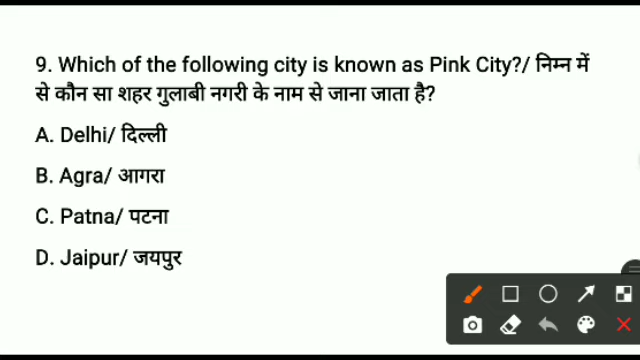 9. Which of the following city is known as Pink City?/ निम्न में
से कौन सा शहर गुलाबी नगरी के नाम से जाना जाता है?
A. Delhi/ दिल्ली
B. Agra/ आगरा
C. Patna/ पटना
D. Jaipur/ जयपुर